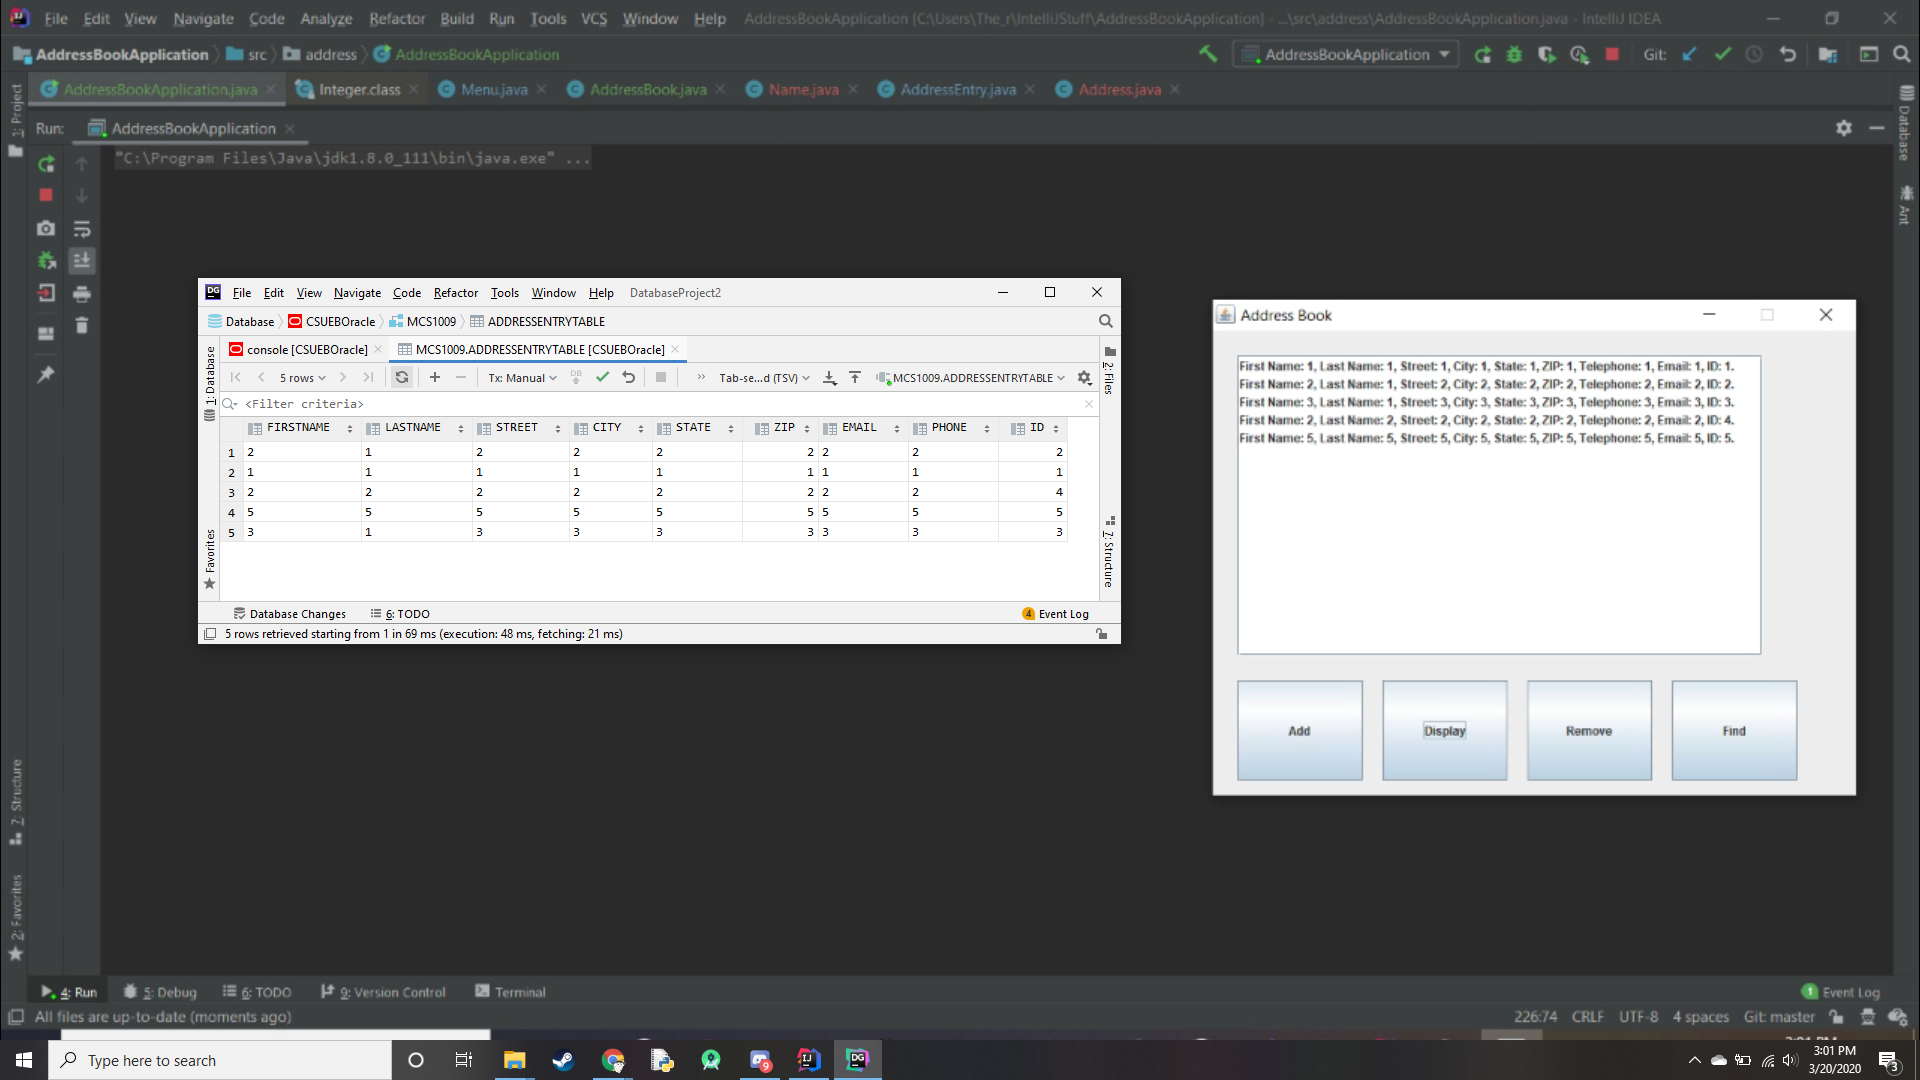 File Edit View Navigate Code Analyze Refactor Build Run Tools VCS Window Help AddressBookApplication [C:\Users\The_r\IntelliJStuff\AddressBookApplication] - ...\src\address\AddressBookApplication.java - IntelliJ IDEA
AddressBookApplication src address AddressBookApplication AddressBookApplication Git:
AddressBookApplication.java Integer.class Menu.java AddressBook.java Name.java AddressEntry.java Address.java
1: Project
Database
Ant
Run: AddressBookApplication
"C:\Program Files\Java\jdk1.8.0_111\bin\java.exe" ...
DG File Edit View Navigate Code Refactor Tools Window Help DatabaseProject2
Database CSUEBOracle MCS1009 ADDRESSENTRYTABLE
console [CSUEBOracle] MCS1009.ADDRESSENTRYTABLE [CSUEBOracle]
1: Database
2: Files
5 rows Tx: Manual DB Tab-se...d (TSV) MCS1009.ADDRESSENTRYTABLE
<Filter criteria>
FIRSTNAME LASTNAME STREET CITY STATE ZIP EMAIL PHONE ID
1 2 1 2 2 2 2 2 2 2
2 1 1 1 1 1 1 1 1 1
3 2 2 2 2 2 2 2 2 4
4 5 5 5 5 5 5 5 5 5
5 3 1 3 3 3 3 3 3 3
Favorites
7: Structure
Database Changes 6: TODO 4 Event Log
5 rows retrieved starting from 1 in 69 ms (execution: 48 ms, fetching: 21 ms)
Address Book
First Name: 1, Last Name: 1, Street: 1, City: 1, State: 1, ZIP: 1, Telephone: 1, Email: 1, ID: 1.
First Name: 2, Last Name: 1, Street: 2, City: 2, State: 2, ZIP: 2, Telephone: 2, Email: 2, ID: 2.
First Name: 3, Last Name: 1, Street: 3, City: 3, State: 3, ZIP: 3, Telephone: 3, Email: 3, ID: 3.
First Name: 2, Last Name: 2, Street: 2, City: 2, State: 2, ZIP: 2, Telephone: 2, Email: 2, ID: 4.
First Name: 5, Last Name: 5, Street: 5, City: 5, State: 5, ZIP: 5, Telephone: 5, Email: 5, ID: 5.
Add Display Remove Find
7: Structure
2: Favorites
4: Run 5: Debug 6: TODO 9: Version Control Terminal 1 Event Log
All files are up-to-date (moments ago) 226:74 CRLF UTF-8 4 spaces Git: master
Type here to search
9
IJ
DG
3:01 PM
3/20/2020
3